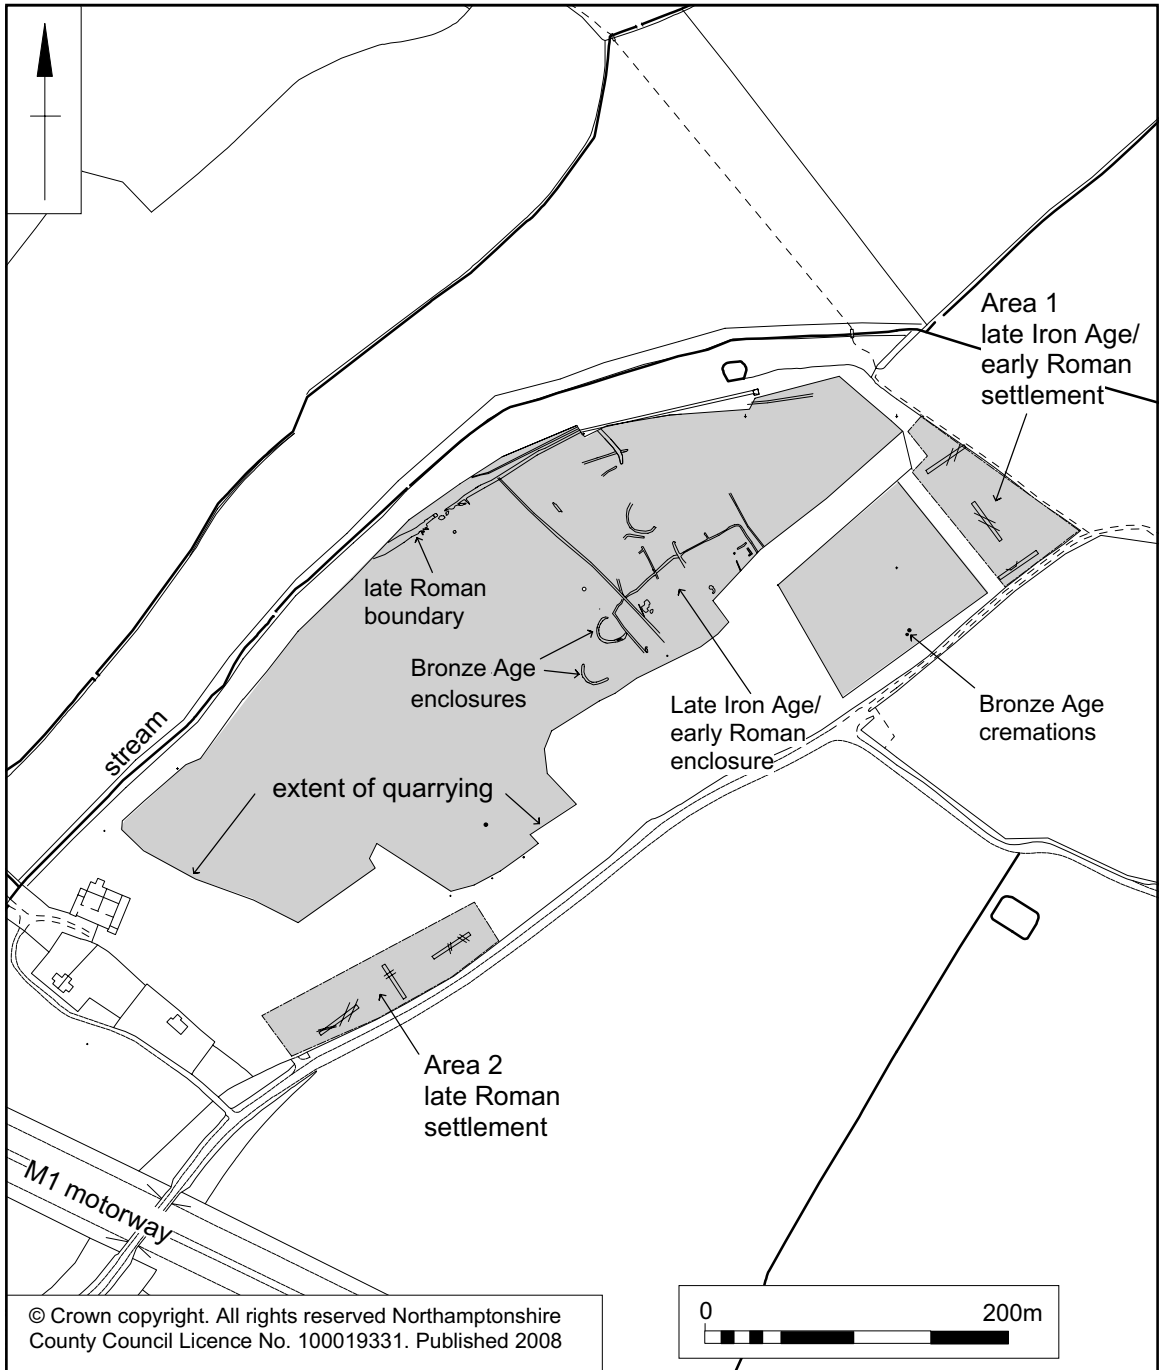 Area 1
late Iron Age/
early Roman
settlement
late Roman
boundary
Bronze Age
enclosures
Late Iron Age/
early Roman
enclosure
Bronze Age
cremations
stream
extent of quarrying
Area 2
late Roman
settlement
M1 motorway
© Crown copyright. All rights reserved Northamptonshire
County Council Licence No. 100019331. Published 2008
0 200m